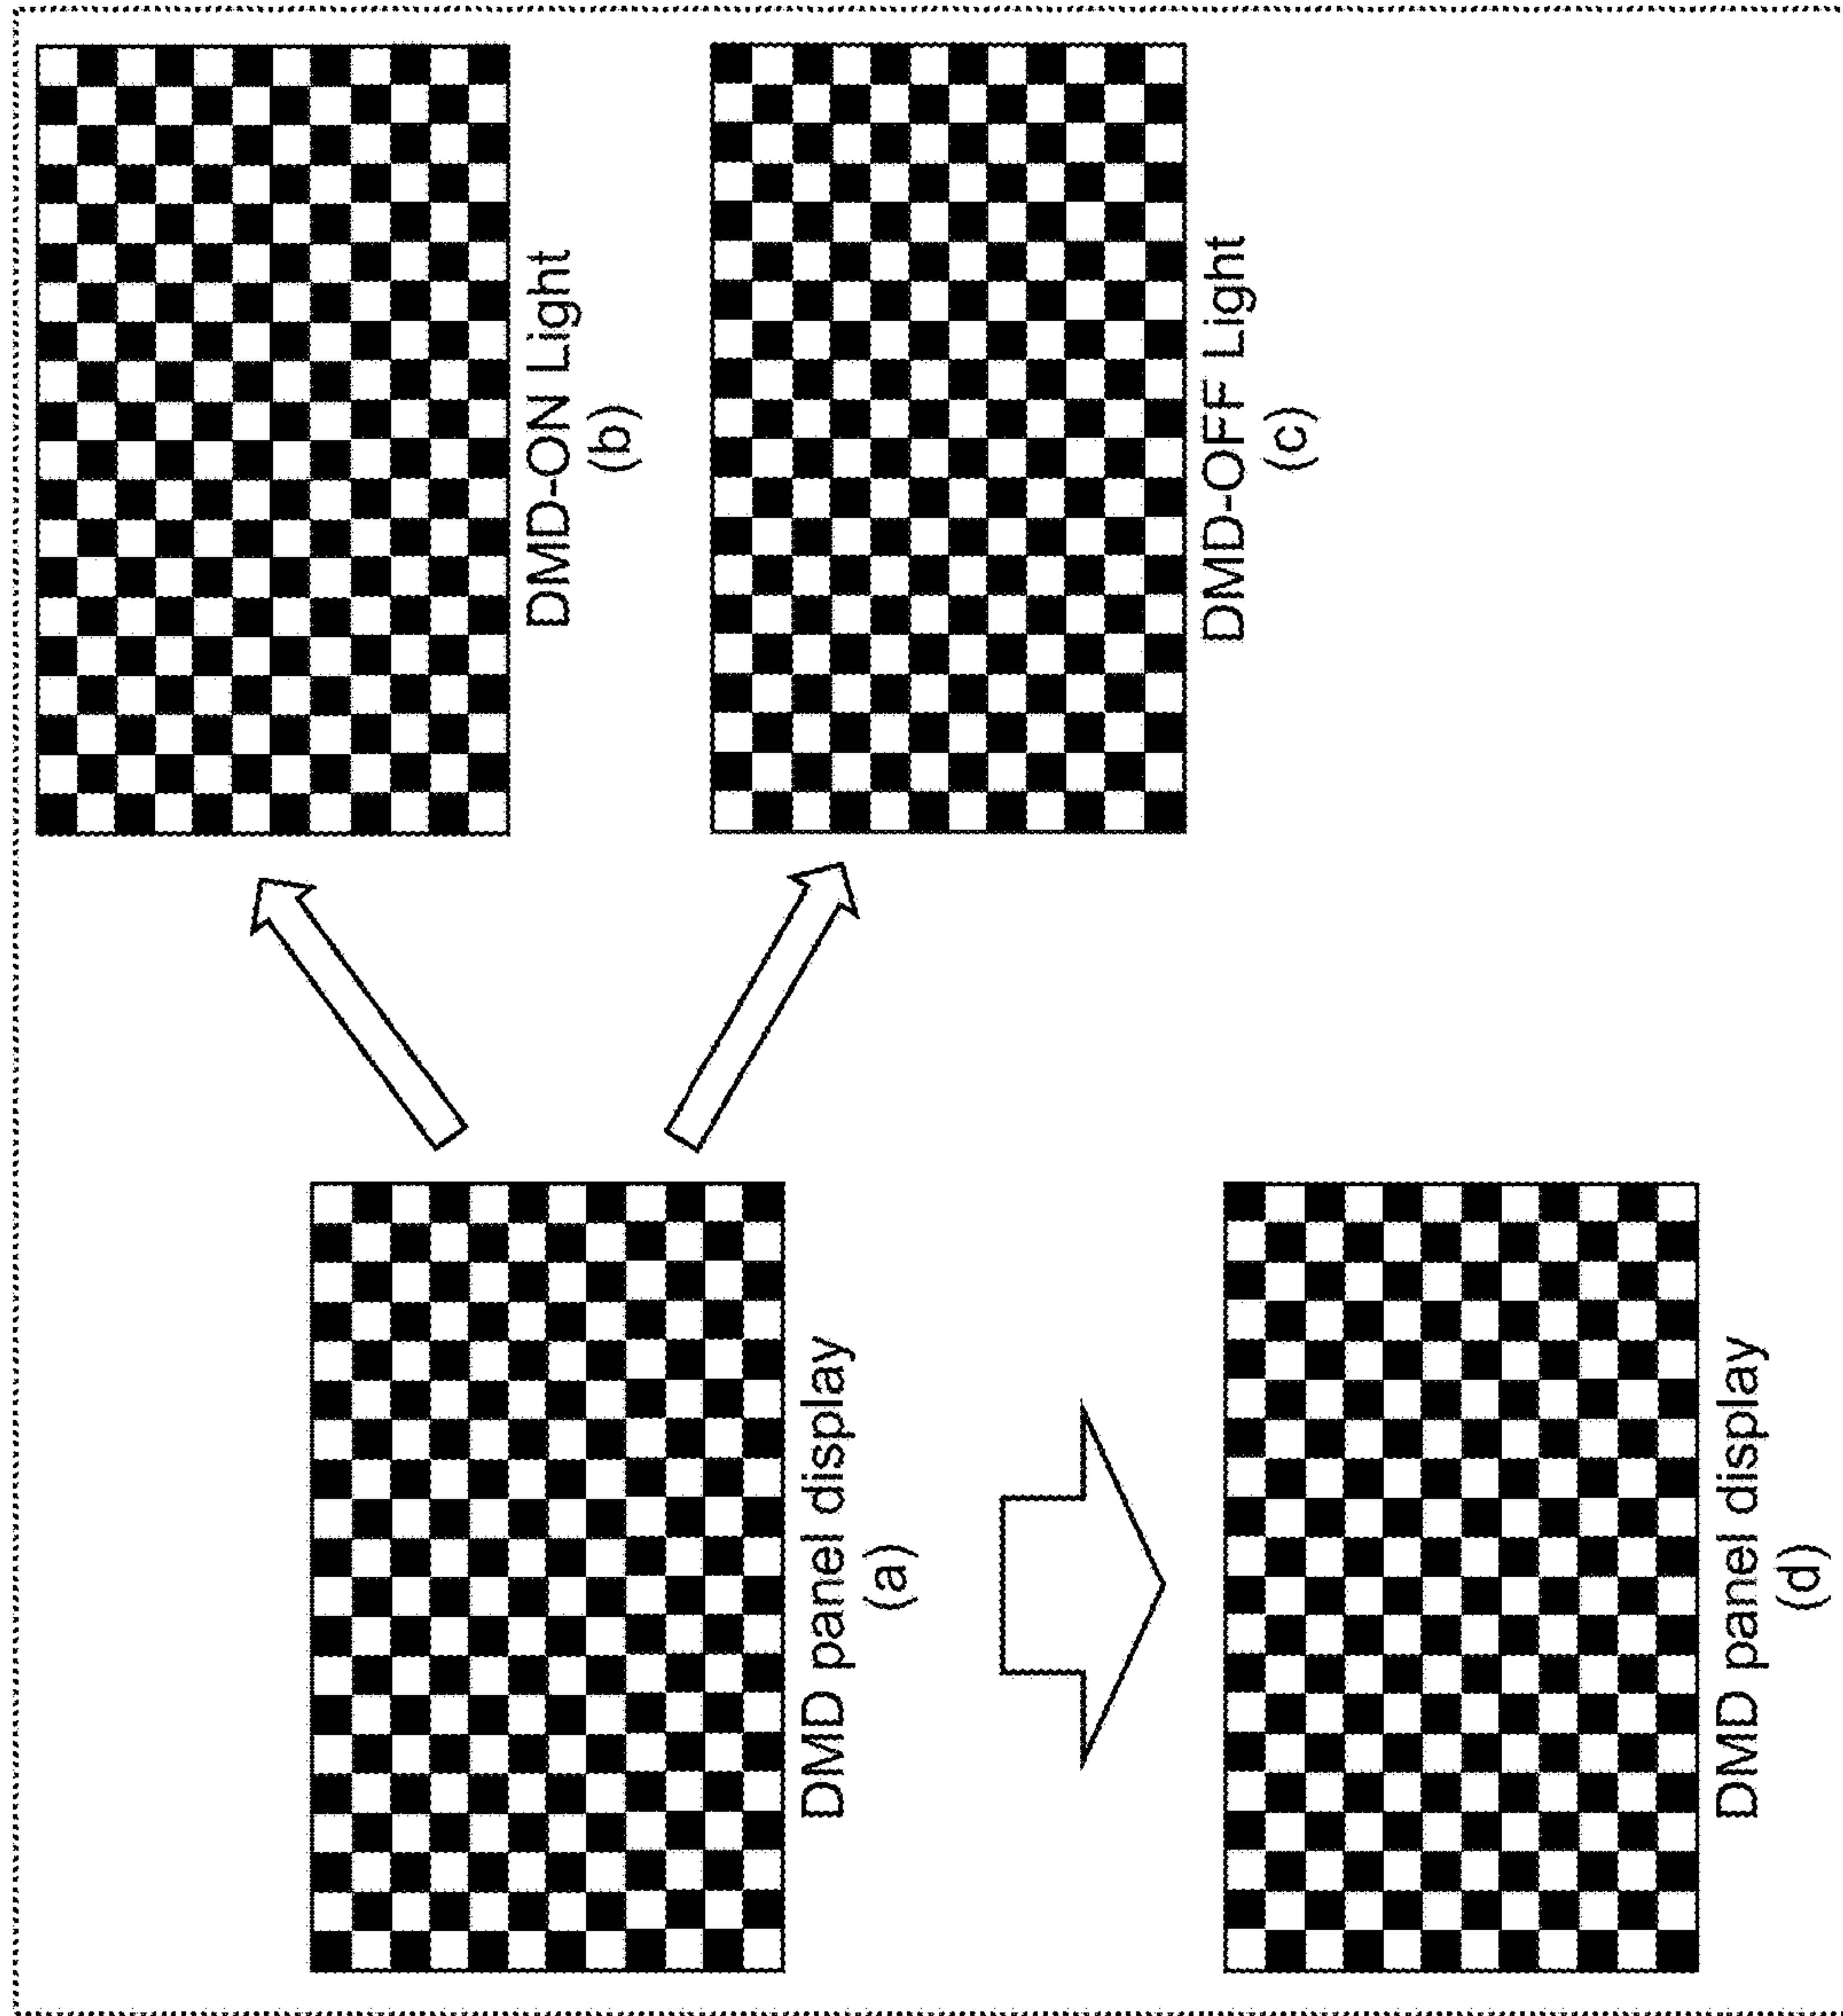 DMD panel display
(a)
DMD-ON Light
(b)
DMD-OFF Light
(c)
DMD panel display
(d)